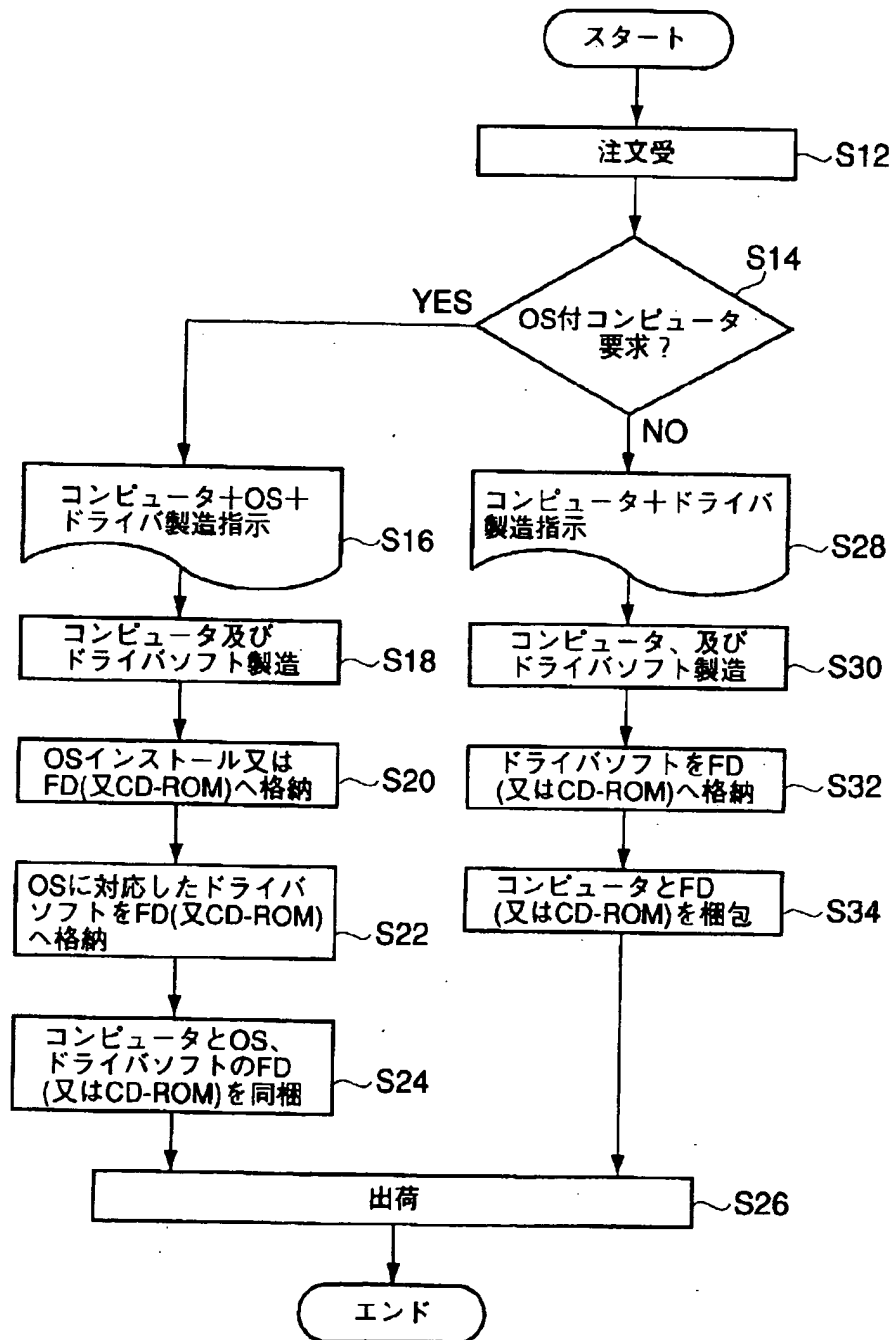 スタート
注文受
S12
S14
OS付コンピュータ
要求?
YES
NO
コンピュータ+OS+
ドライバ製造指示
S16
コンピュータ+ドライバ
製造指示
S28
コンピュータ及び
ドライバソフト製造
S18
コンピュータ、及び
ドライバソフト製造
S30
OSインストール又は
FD(又CD-ROM)へ格納
S20
ドライバソフトをFD
(又はCD-ROM)へ格納
S32
OSに対応したドライバ
ソフトをFD(又CD-ROM)
へ格納
S22
コンピュータとFD
(又はCD-ROM)を梱包
S34
コンピュータとOS、
ドライバソフトのFD
(又はCD-ROM)を同梱
S24
出荷
S26
エンド